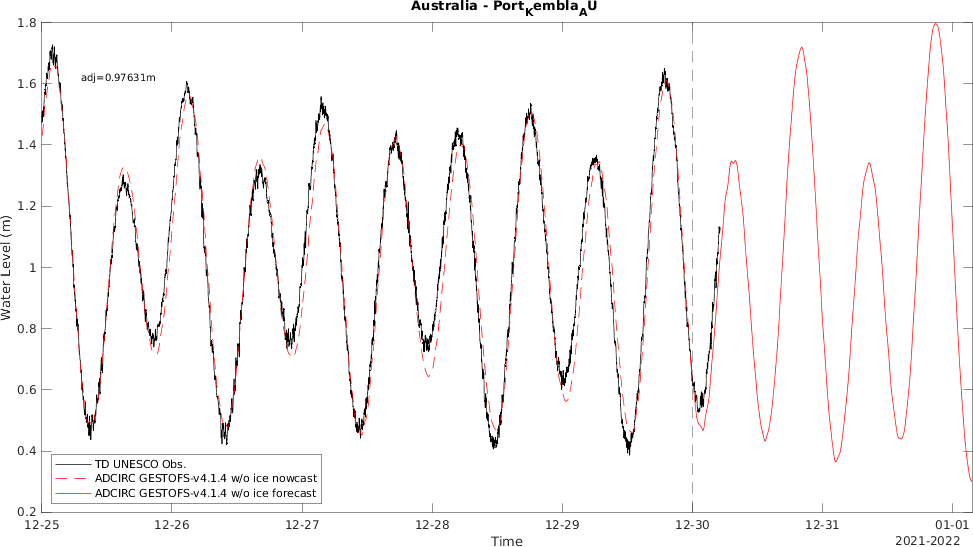 Australia - PortKemblaAU
adj=0.97631m
Water Level (m)
1.8
1.6
1.4
1.2
1
0.8
0.6
0.4
0.2
TD UNESCO Obs.
ADCIRC GESTOFS-v4.1.4 w/o ice nowcast
ADCIRC GESTOFS-v4.1.4 w/o ice forecast
12-25 12-26 12-27 12-28 12-29 12-30 12-31 01-01
Time
2021-2022